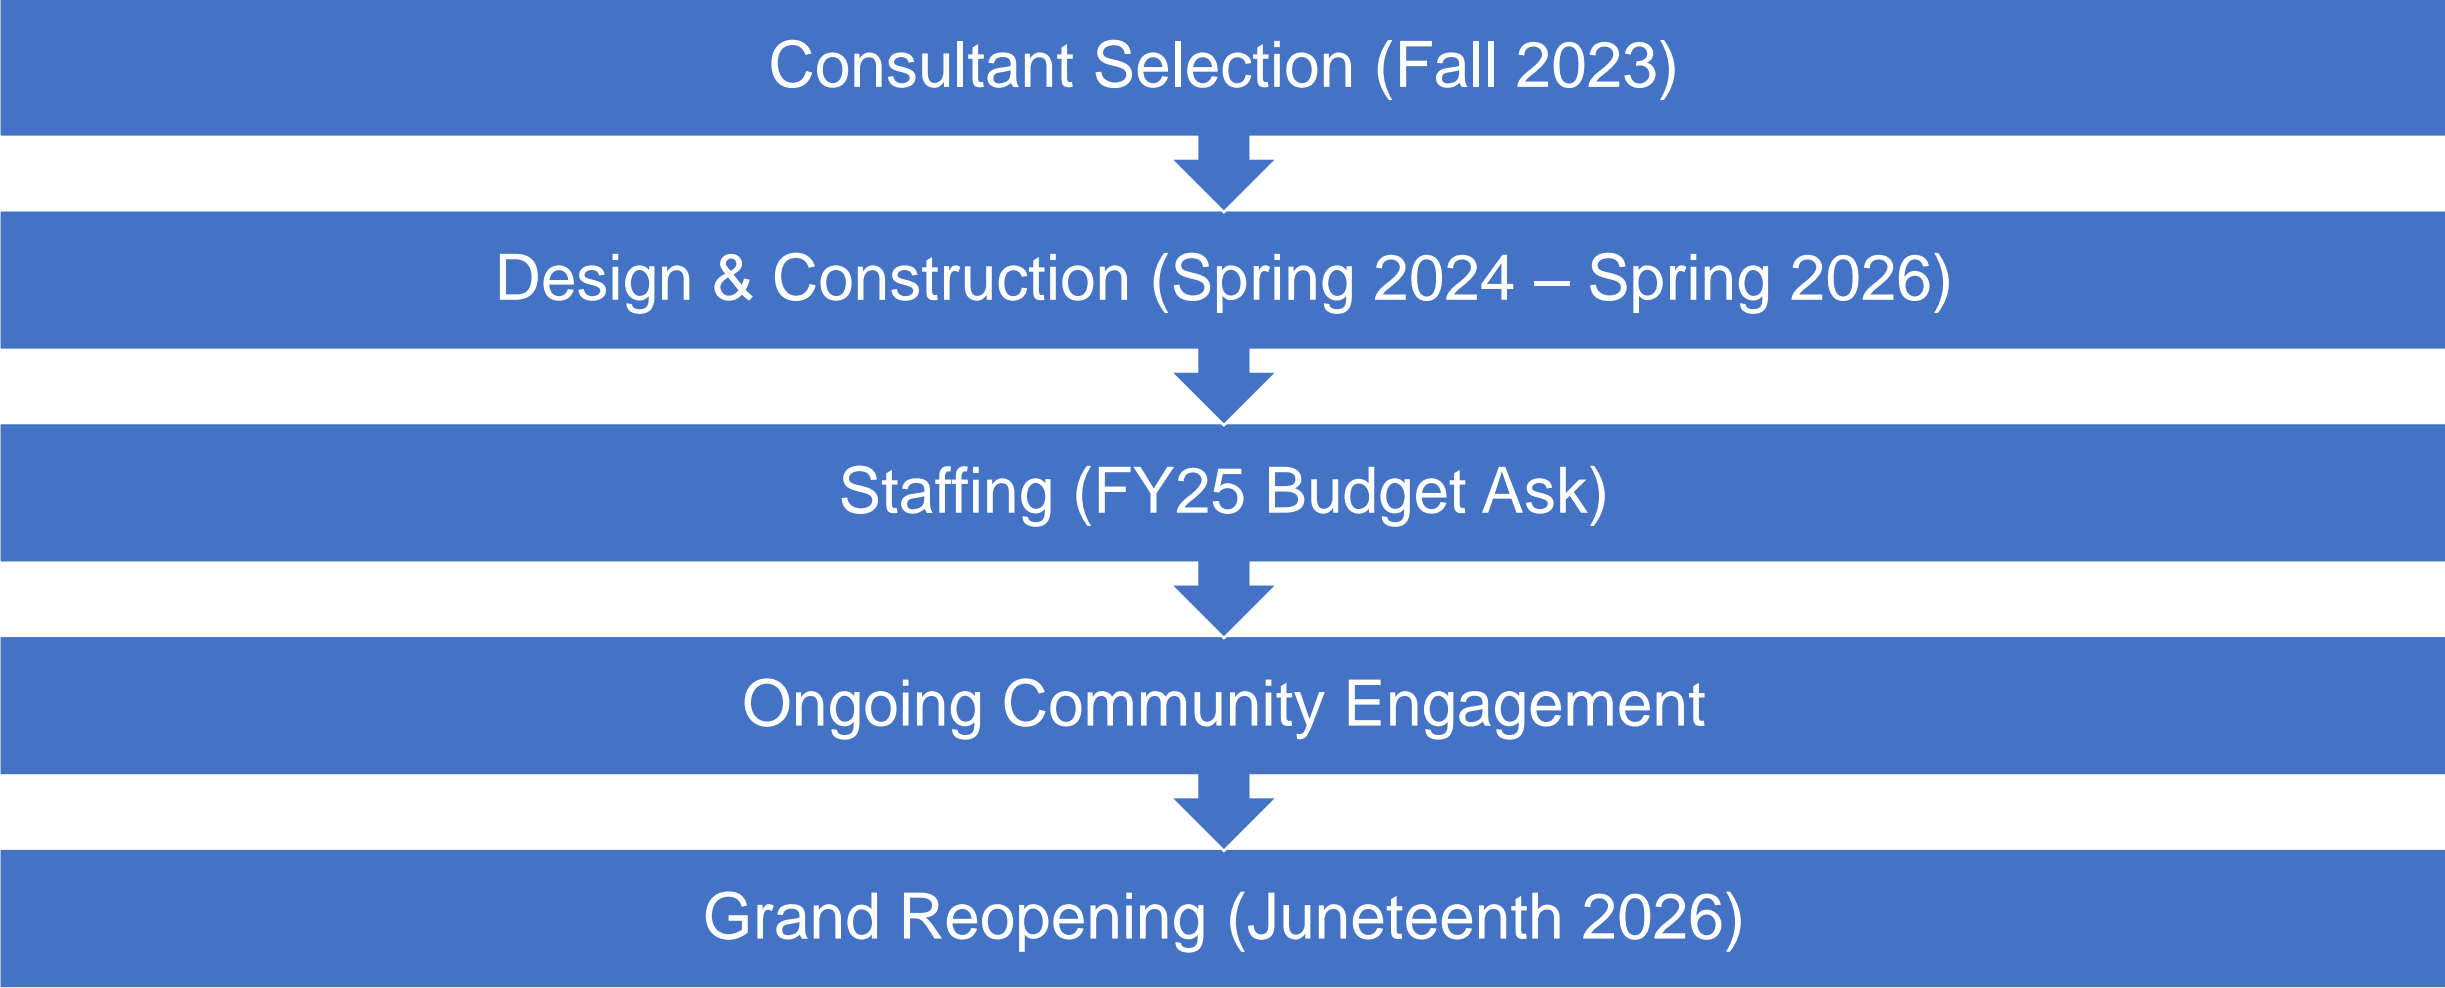 Consultant Selection (Fall 2023)
Design & Construction (Spring 2024 – Spring 2026)
Staffing (FY25 Budget Ask)
Ongoing Community Engagement
Grand Reopening (Juneteenth 2026)